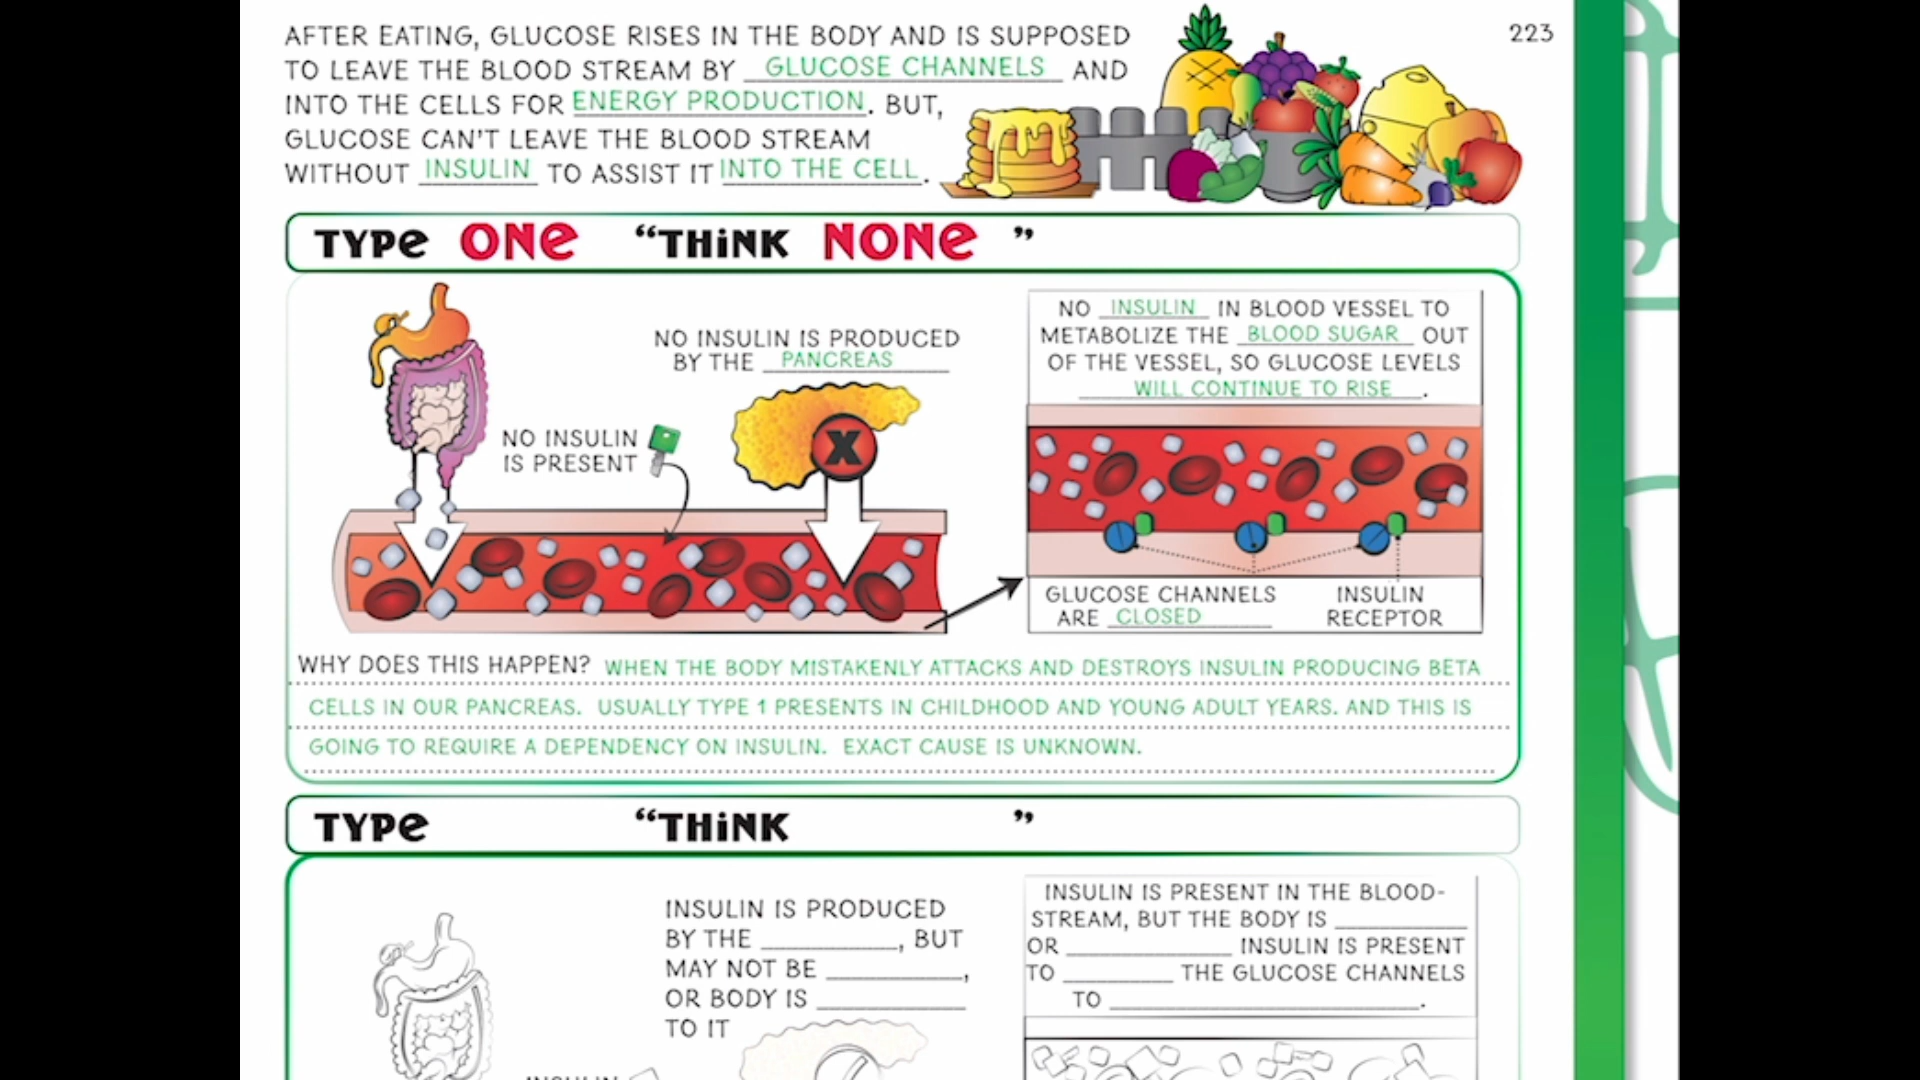 223
AFTER EATING, GLUCOSE RISES IN THE BODY AND IS SUPPOSED
TO LEAVE THE BLOOD STREAM BY GLUCOSE CHANNELS AND
INTO THE CELLS FOR ENERGY PRODUCTION. BUT,
GLUCOSE CAN'T LEAVE THE BLOOD STREAM
WITHOUT INSULIN TO ASSIST IT INTO THE CELL.
TYPE ONE "THINK NONE "
NO INSULIN IS PRODUCED
BY THE PANCREAS
NO INSULIN
IS PRESENT
X
NO INSULIN IN BLOOD VESSEL TO
METABOLIZE THE BLOOD SUGAR OUT
OF THE VESSEL, SO GLUCOSE LEVELS
WILL CONTINUE TO RISE.
GLUCOSE CHANNELS
ARE CLOSED
INSULIN
RECEPTOR
WHY DOES THIS HAPPEN? WHEN THE BODY MISTAKENLY ATTACKS AND DESTROYS INSULIN PRODUCING BETA
CELLS IN OUR PANCREAS. USUALLY TYPE 1 PRESENTS IN CHILDHOOD AND YOUNG ADULT YEARS. AND THIS IS
GOING TO REQUIRE A DEPENDENCY ON INSULIN. EXACT CAUSE IS UNKNOWN.
TYPE "THINK "
INSULIN IS PRODUCED
BY THE ____, BUT
MAY NOT BE ____,
OR BODY IS ____
TO IT
INSULIN IS PRESENT IN THE BLOOD-
STREAM, BUT THE BODY IS ____
OR ____ INSULIN IS PRESENT
TO ____ THE GLUCOSE CHANNELS
TO ____.